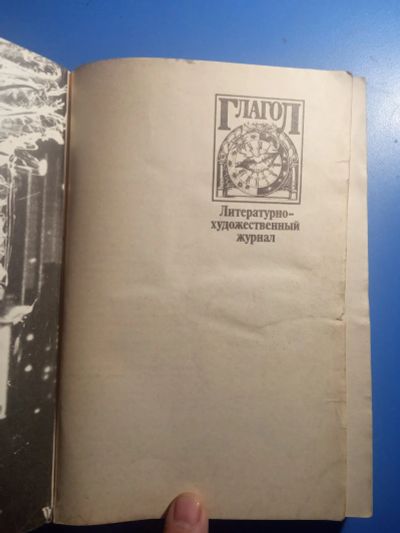 ГЛАГОЛ
Литературно-
художественный
журнал